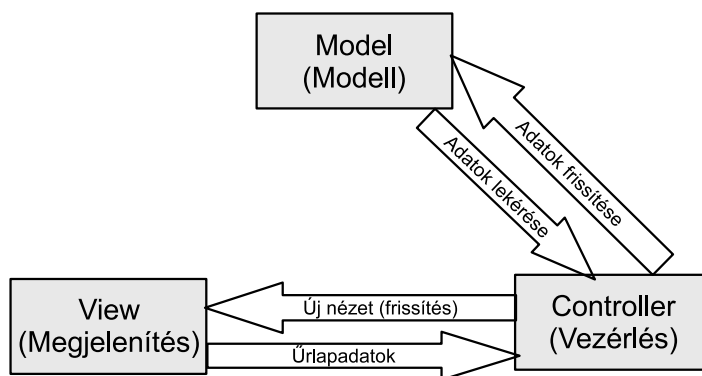 Model
(Modell)
Adatok frissítése
Adatok lekérése
View
(Megjelenítés)
Új nézet (frissítés)
Űrlapadatok
Controller
(Vezérlés)